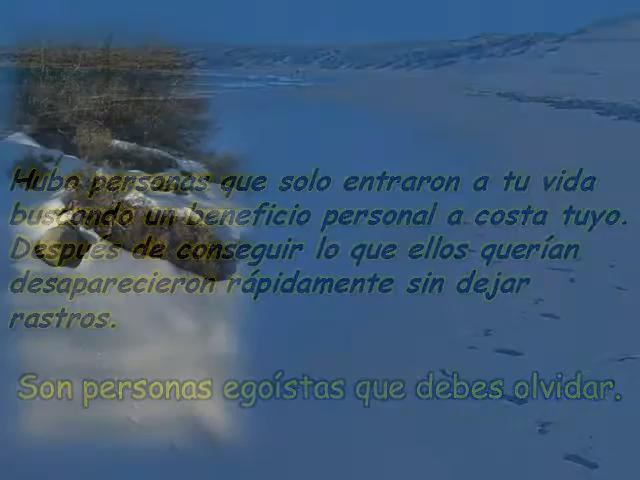 Hubo personas que solo entraron a tu vida
buscando un beneficio personal a costa tuyo.
Después de conseguir lo que ellos querían
desaparecieron rápidamente sin dejar
rastros.
Son personas egoístas que debes olvidar.